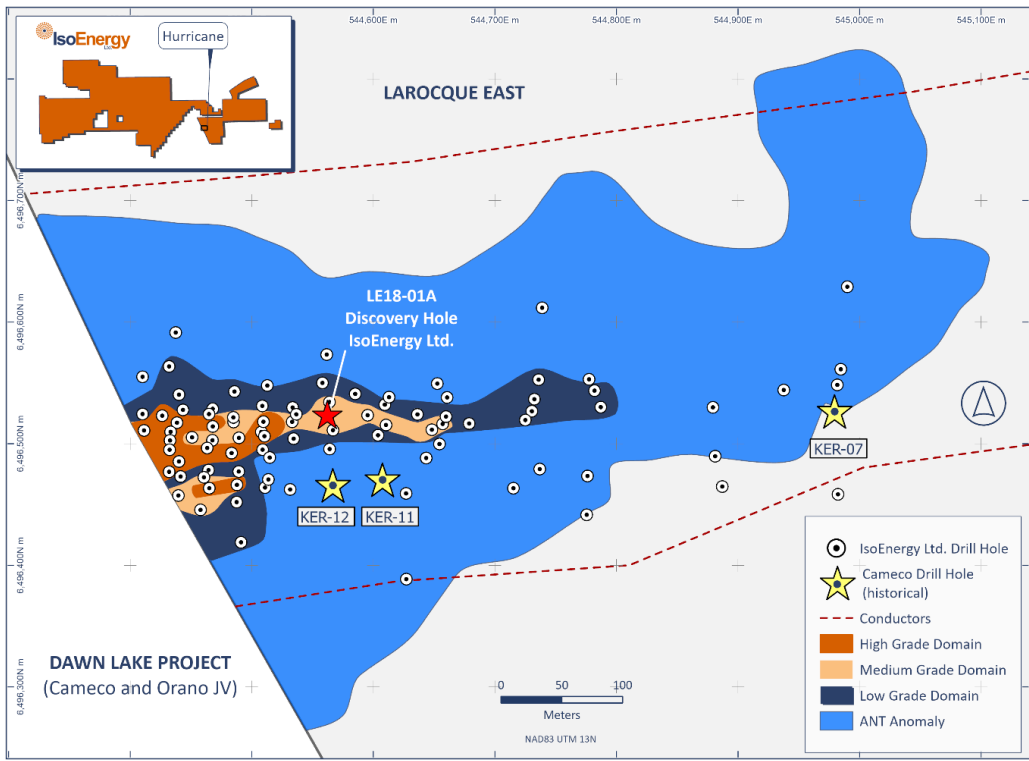 544,600E m
544,700E m
544,800E m
544,900E m
545,000E m
545,100E m
IsoEnergy
Ltd.
Hurricane
LAROCQUE EAST
6,496,700N m
6,496,600N m
6,496,500N m
6,496,400N m
6,496,300N m
LE18-01A
Discovery Hole
IsoEnergy Ltd.
KER-07
KER-12
KER-11
DAWN LAKE PROJECT
(Cameco and Orano JV)
0 50 100
Meters
NAD83 UTM 13N
IsoEnergy Ltd. Drill Hole
Cameco Drill Hole
(historical)
Conductors
High Grade Domain
Medium Grade Domain
Low Grade Domain
ANT Anomaly